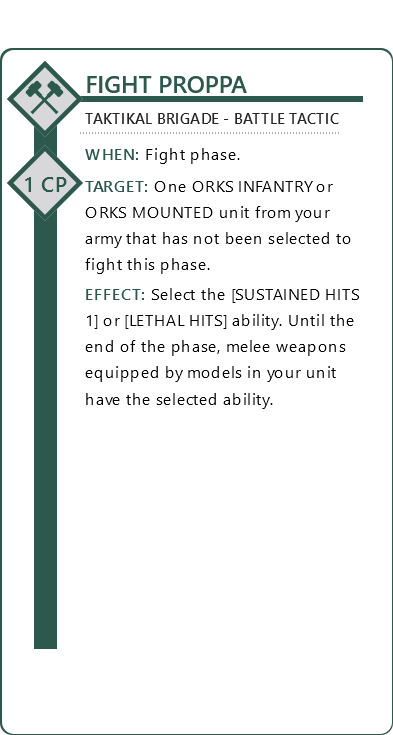 FIGHT PROPPA
TAKTIKAL BRIGADE - BATTLE TACTIC
WHEN: Fight phase.
1 CP
TARGET: One ORKS INFANTRY or
ORKS MOUNTED unit from your
army that has not been selected to
fight this phase.
EFFECT: Select the [SUSTAINED HITS
1] or [LETHAL HITS] ability. Until the
end of the phase, melee weapons
equipped by models in your unit
have the selected ability.